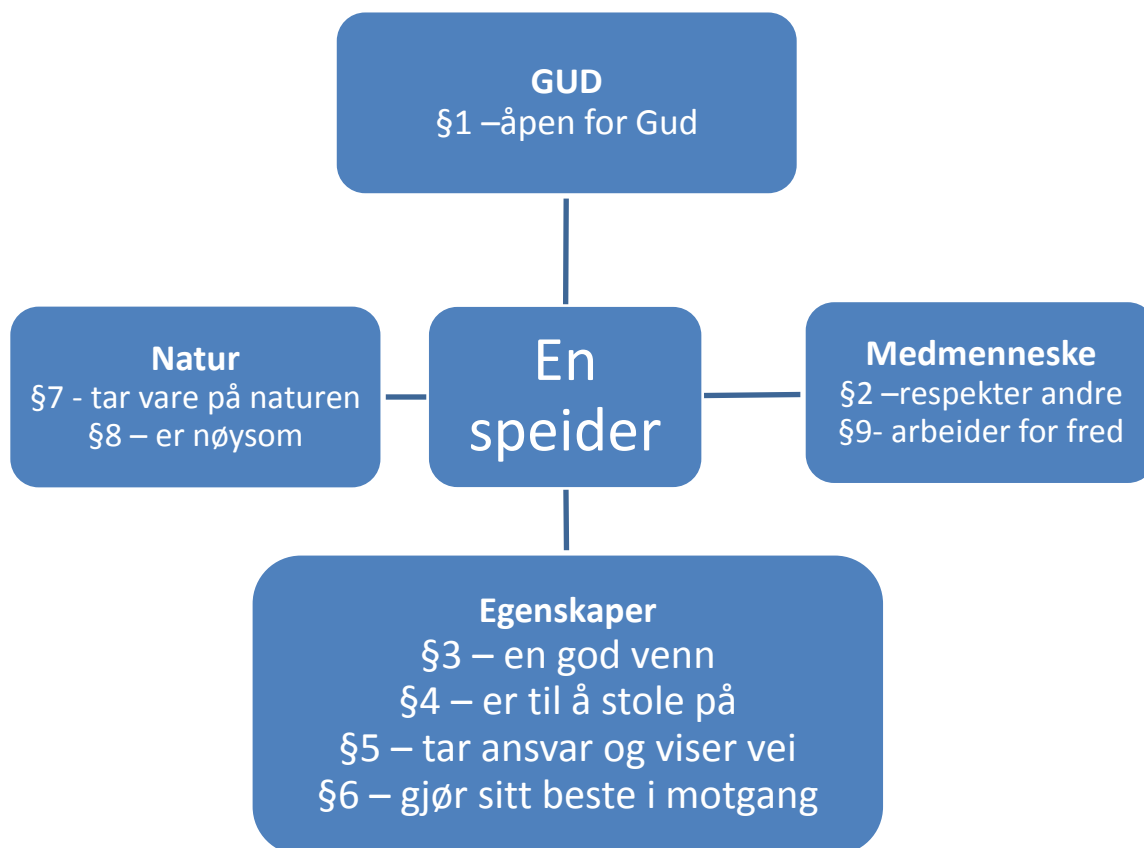 GUD
§1 –åpen for Gud
Natur
§7 - tar vare på naturen
§8 – er nøysom
En
speider
Medmenneske
§2 –respekter andre
§9- arbeider for fred
Egenskaper
§3 – en god venn
§4 – er til å stole på
§5 – tar ansvar og viser vei
§6 – gjør sitt beste i motgang